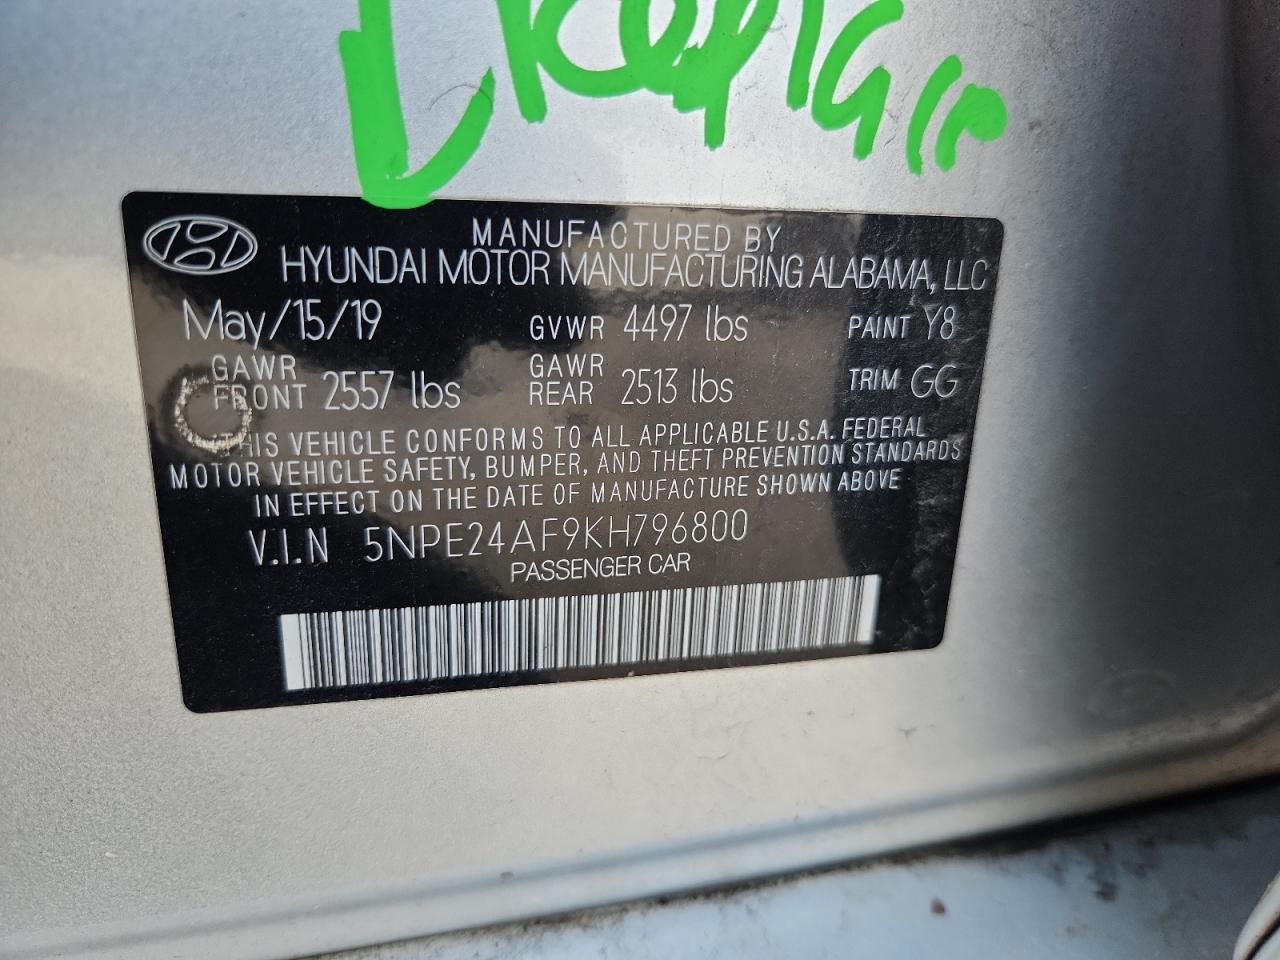 MANUFACTURED BY
HYUNDAI MOTOR MANUFACTURING ALABAMA, LLC
May/15/19 GVWR 4497 lbs PAINT Y8
GAWR FRONT 2557 lbs GAWR REAR 2513 lbs TRIM GG
THIS VEHICLE CONFORMS TO ALL APPLICABLE U.S.A. FEDERAL
MOTOR VEHICLE SAFETY, BUMPER, AND THEFT PREVENTION STANDARDS
IN EFFECT ON THE DATE OF MANUFACTURE SHOWN ABOVE
V.I.N 5NPE24AF9KH796800
PASSENGER CAR